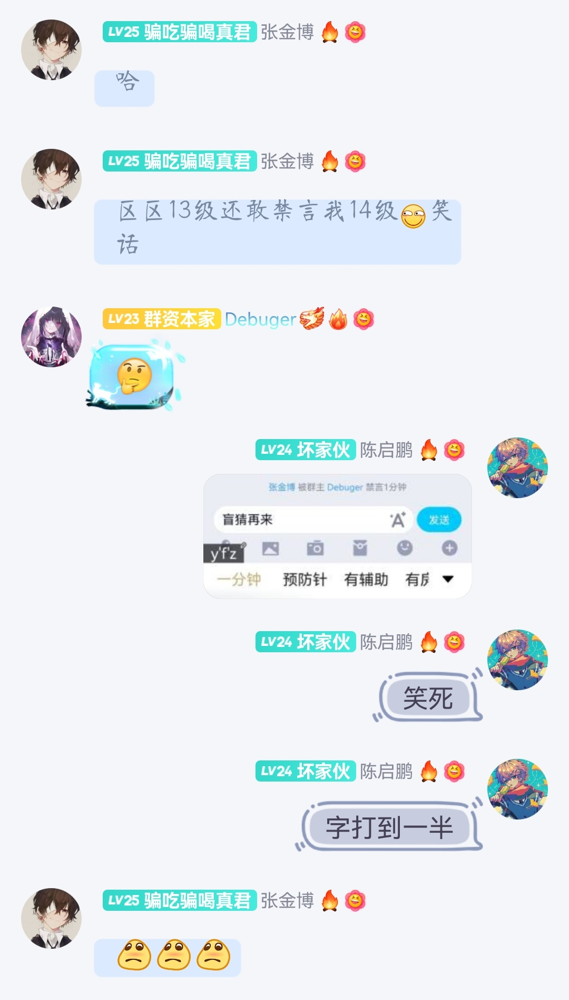 LV25 骗吃骗喝真君 张金博
哈
LV25 骗吃骗喝真君 张金博
区区13级还敢禁言我14级笑
话
LV23 群资本家 Debuger
LV24 坏家伙 陈启鹏
张金博 被群主 Debuger 禁言1分钟
盲猜再来 A 发送
y'f'z
一分钟 预防针 有辅助 有房
LV24 坏家伙 陈启鹏
笑死
LV24 坏家伙 陈启鹏
字打到一半
LV25 骗吃骗喝真君 张金博